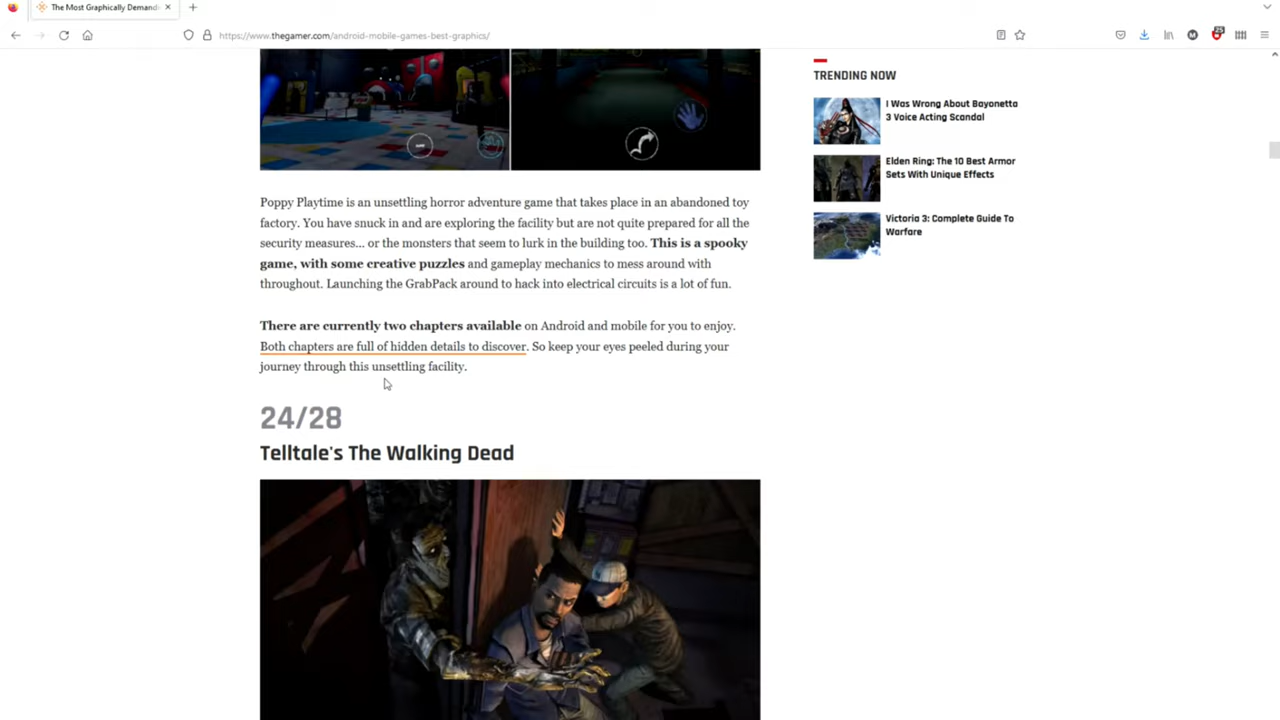 The Most Graphically Demandi
https://www.thegamer.com/android-mobile-games-best-graphics/
25
TRENDING NOW
I Was Wrong About Bayonetta
3 Voice Acting Scandal
Elden Ring: The 10 Best Armor
Sets With Unique Effects
Victoria 3: Complete Guide To
Warfare
Poppy Playtime is an unsettling horror adventure game that takes place in an abandoned toy
factory. You have snuck in and are exploring the facility but are not quite prepared for all the
security measures... or the monsters that seem to lurk in the building too. This is a spooky
game, with some creative puzzles and gameplay mechanics to mess around with
throughout. Launching the GrabPack around to hack into electrical circuits is a lot of fun.
There are currently two chapters available on Android and mobile for you to enjoy.
Both chapters are full of hidden details to discover. So keep your eyes peeled during your
journey through this unsettling facility.
24/28
Telltale's The Walking Dead